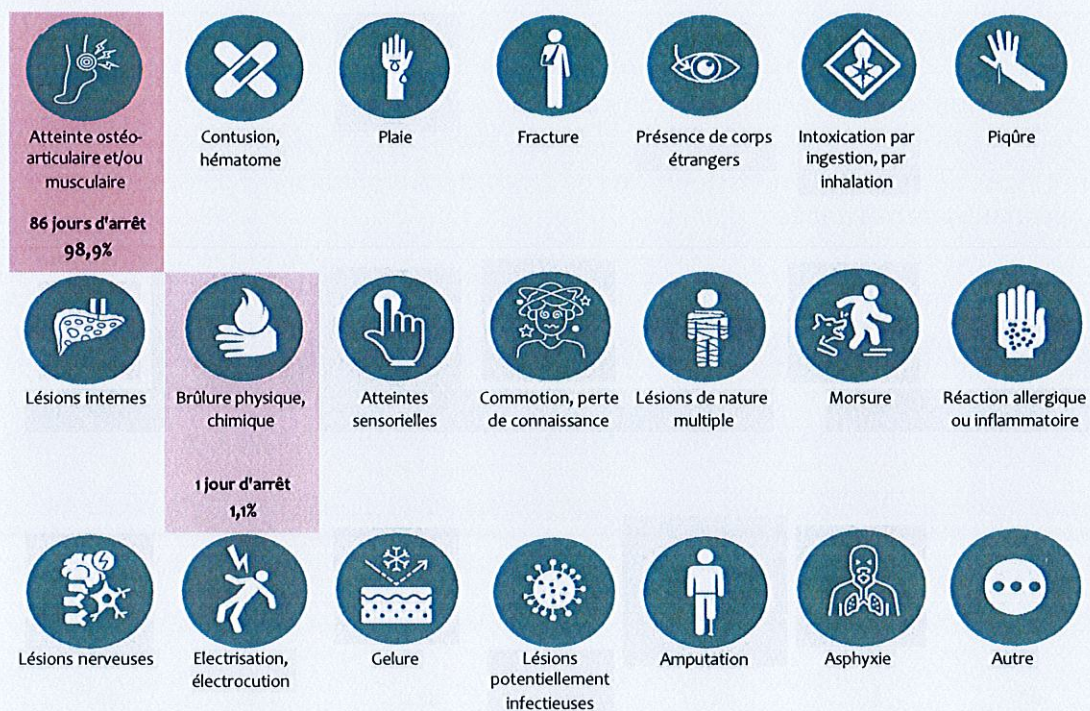 Atteinte ostéo-
articulaire et/ou
musculaire
86 jours d'arrêt
98,9%
Contusion,
hématome
Plaie
Fracture
Présence de corps
étrangers
Intoxication par
ingestion, par
inhalation
Piqûre
Lésions internes
Brûlure physique,
chimique
1 jour d'arrêt
1,1%
Atteintes
sensorielles
Commotion, perte
de connaissance
Lésions de nature
multiple
Morsure
Réaction allergique
ou inflammatoire
Lésions nerveuses
Electrisation,
électrocution
Gelure
Lésions
potentiellement
infectieuses
Amputation
Asphyxie
Autre